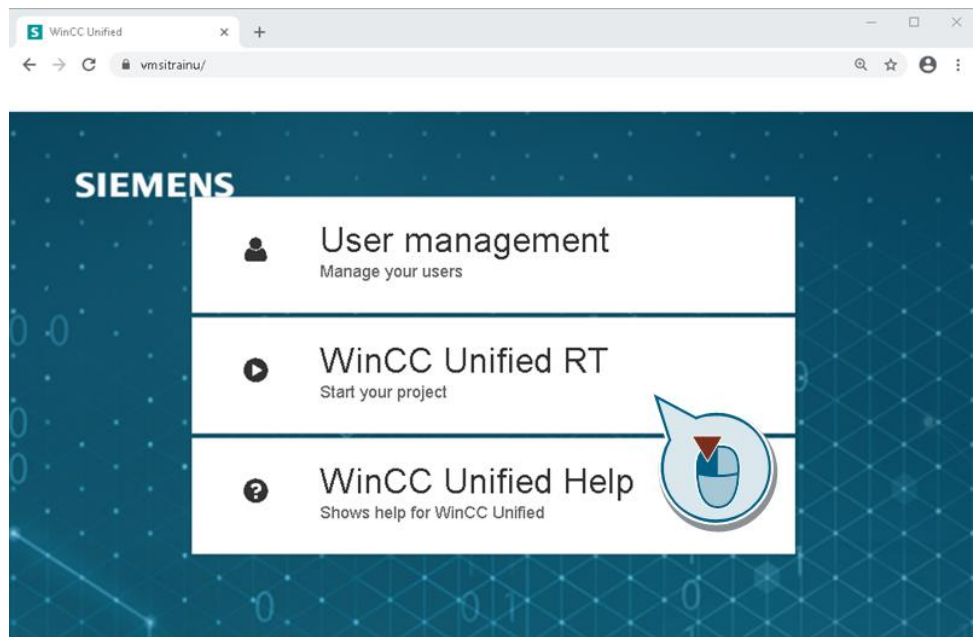 WinCC Unified
vmsitrainu/
SIEMENS
User management
Manage your users
WinCC Unified RT
Start your project
WinCC Unified Help
Shows help for WinCC Unified